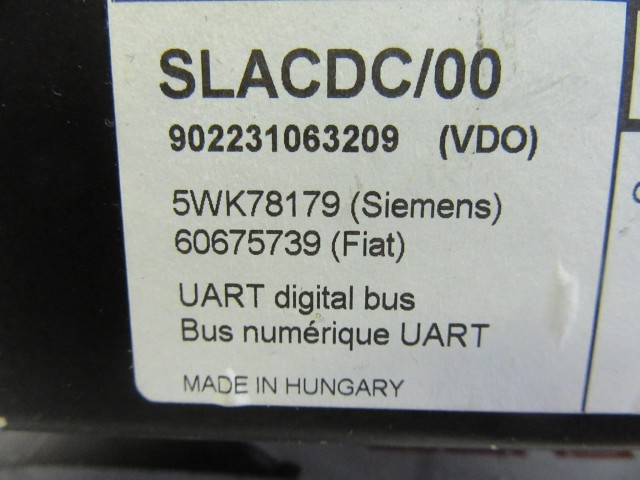 SLACDC/00
902231063209 (VDO)
5WK78179 (Siemens)
60675739 (Fiat)
UART digital bus
Bus numérique UART
MADE IN HUNGARY